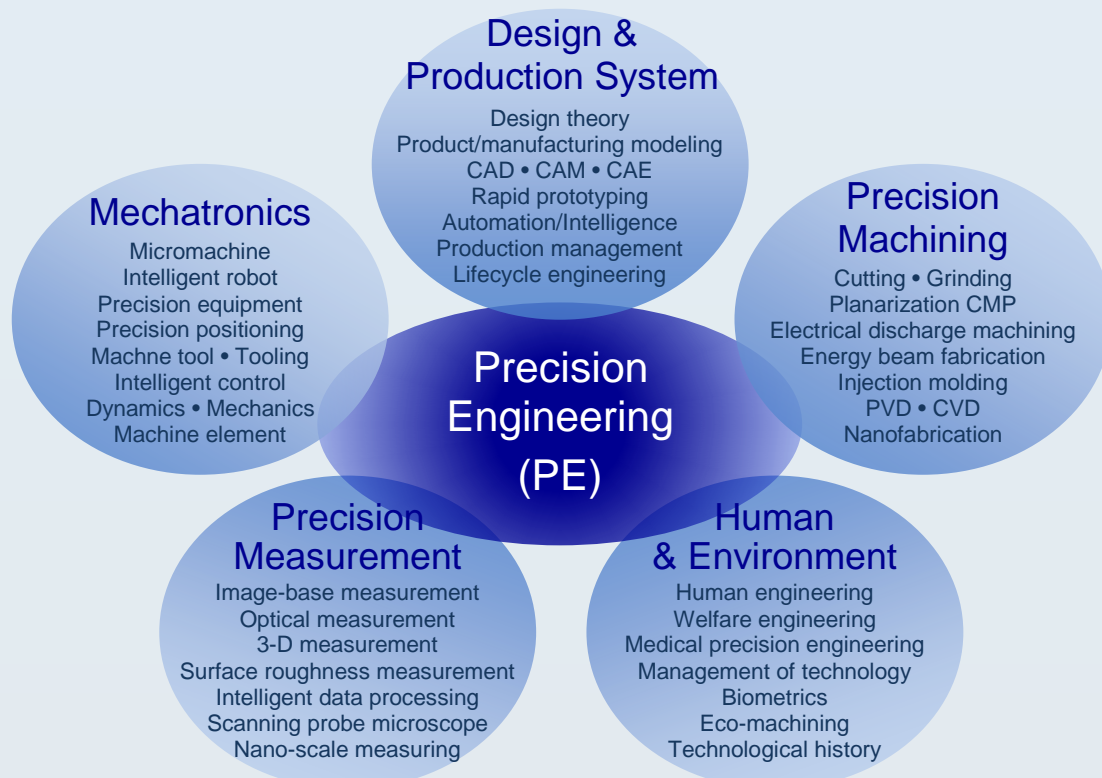 Design &
Production System
Design theory
Product/manufacturing modeling
CAD • CAM • CAE
Rapid prototyping
Automation/Intelligence
Production management
Lifecycle engineering
Mechatronics
Micromachine
Intelligent robot
Precision equipment
Precision positioning
Machne tool • Tooling
Intelligent control
Dynamics • Mechanics
Machine element
Precision
Machining
Cutting • Grinding
Planarization CMP
Electrical discharge machining
Energy beam fabrication
Injection molding
PVD • CVD
Nanofabrication
Precision
Engineering
(PE)
Precision
Measurement
Image-base measurement
Optical measurement
3-D measurement
Surface roughness measurement
Intelligent data processing
Scanning probe microscope
Nano-scale measuring
Human
& Environment
Human engineering
Welfare engineering
Medical precision engineering
Management of technology
Biometrics
Eco-machining
Technological history